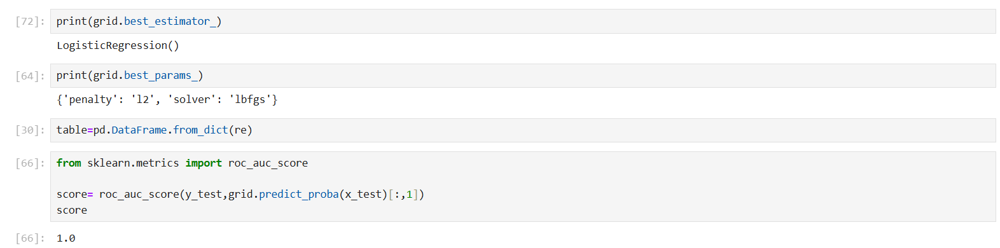 [72]: print(grid.best_estimator_)
LogisticRegression()
[64]: print(grid.best_params_)
{'penalty': 'l2', 'solver': 'lbfgs'}
[30]: table=pd.DataFrame.from_dict(re)
[66]: from sklearn.metrics import roc_auc_score
score= roc_auc_score(y_test,grid.predict_proba(x_test)[:,1])
score
[66]: 1.0